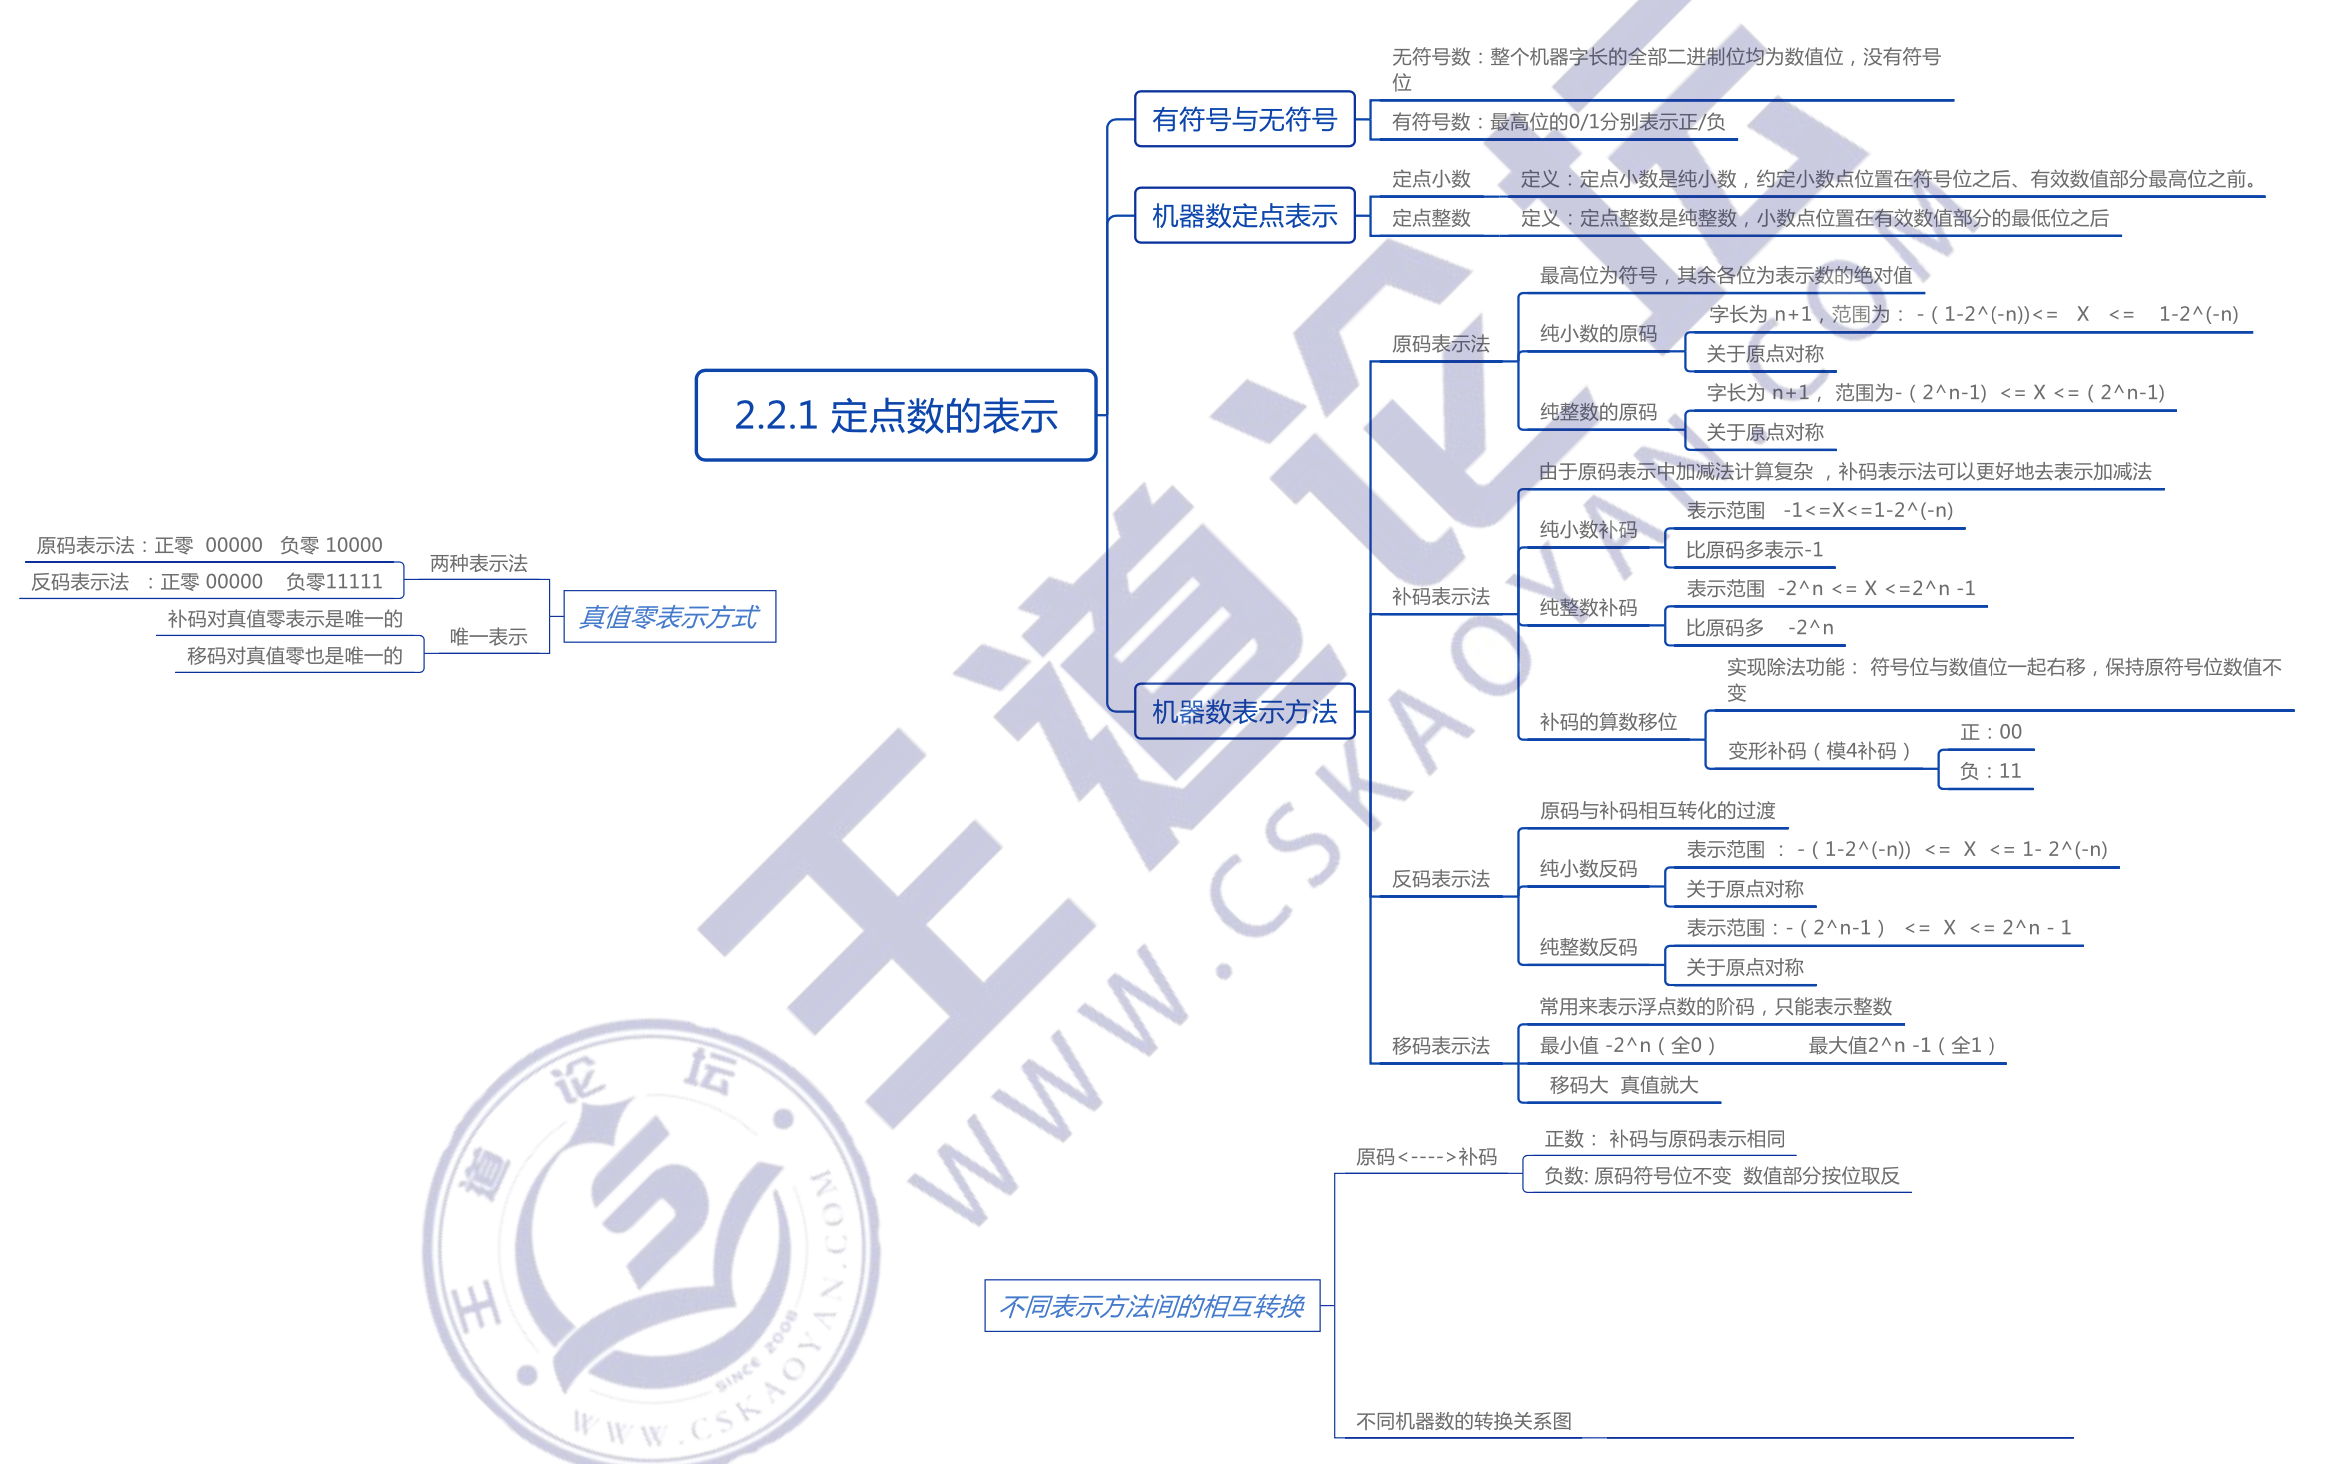 2.2.1 定点数的表示
有符号与无符号
无符号数：整个机器字长的全部二进制位均为数值位，没有符号
位
有符号数：最高位的0/1分别表示正/负
机器数定点表示
定点小数 定义：定点小数是纯小数，约定小数点位置在符号位之后、有效数值部分最高位之前。
定点整数 定义：定点整数是纯整数，小数点位置在有效数值部分的最低位之后
机器数表示方法
原码表示法
最高位为符号，其余各位为表示数的绝对值
纯小数的原码
字长为 n+1，范围为： -（1-2^(-n))<= X <= 1-2^(-n)
关于原点对称
纯整数的原码
字长为 n+1， 范围为-（2^n-1) <= X <=（2^n-1)
关于原点对称
补码表示法
由于原码表示中加减法计算复杂 ，补码表示法可以更好地去表示加减法
纯小数补码
表示范围 -1<=X<=1-2^(-n)
比原码多表示-1
纯整数补码
表示范围 -2^n <= X <=2^n -1
比原码多 -2^n
补码的算数移位
实现除法功能： 符号位与数值位一起右移，保持原符号位数值不
变
变形补码（模4补码）
正：00
负：11
反码表示法
原码与补码相互转化的过渡
纯小数反码
表示范围 ： -（1-2^(-n)) <= X <= 1- 2^(-n)
关于原点对称
纯整数反码
表示范围：-（2^n-1） <= X <= 2^n - 1
关于原点对称
移码表示法
常用来表示浮点数的阶码，只能表示整数
最小值 -2^n（全0） 最大值2^n -1（全1）
移码大 真值就大
真值零表示方式
两种表示法
原码表示法：正零 00000 负零 10000
反码表示法 ：正零 00000 负零11111
唯一表示
补码对真值零表示是唯一的
移码对真值零也是唯一的
不同表示方法间的相互转换
原码<---->补码
正数： 补码与原码表示相同
负数: 原码符号位不变 数值部分按位取反
不同机器数的转换关系图
王道论坛
WWW.CSKAOYAN.COM
王道论坛
SINCE 2008
WWW.CSKAOYAN.COM